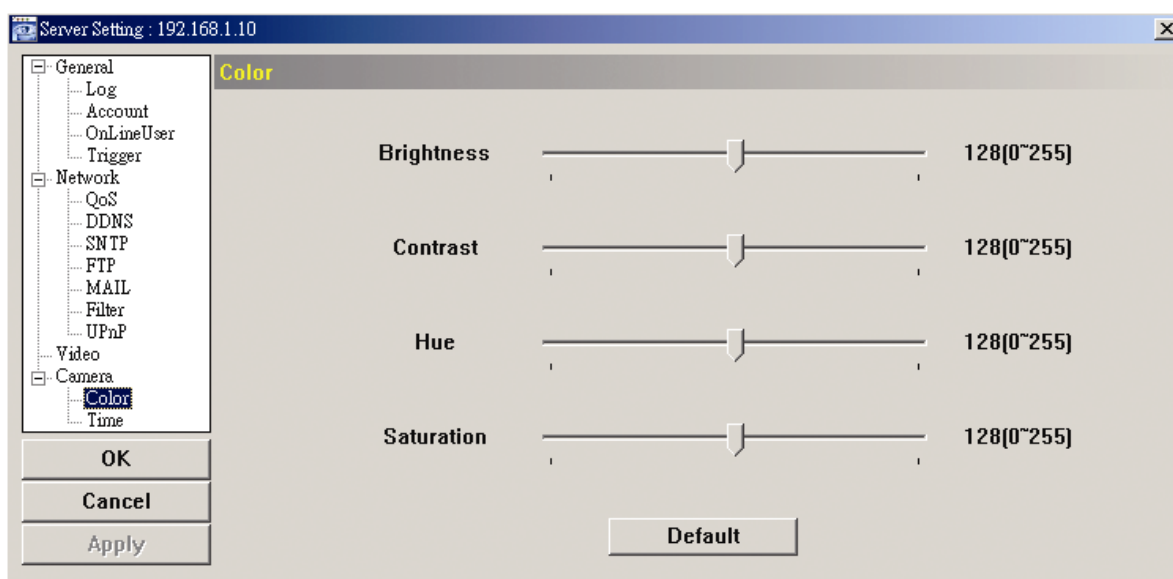 Server Setting : 192.168.1.10
General
Log
Account
OnLineUser
Trigger
Network
QoS
DDNS
SNTP
FTP
MAIL
Filter
UPnP
Video
Camera
Color
Time
OK
Cancel
Apply
Color
Brightness 128(0~255)
Contrast 128(0~255)
Hue 128(0~255)
Saturation 128(0~255)
Default